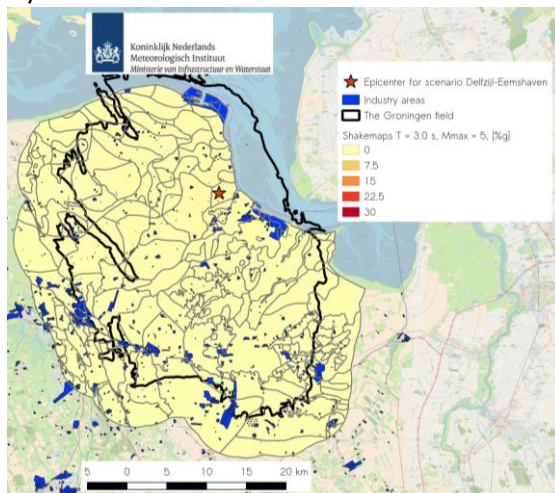 Koninklijk Nederlands
Meteorologisch Instituut
Ministerie van Infrastructuur en Waterstaat
Epicenter for scenario Delfzijl-Eemshaven
Industry areas
The Groningen field
Shakemaps T = 3.0 s, Mmax = 5, [%g]
0
7.5
15
22.5
30
5 0 5 10 15 20 km